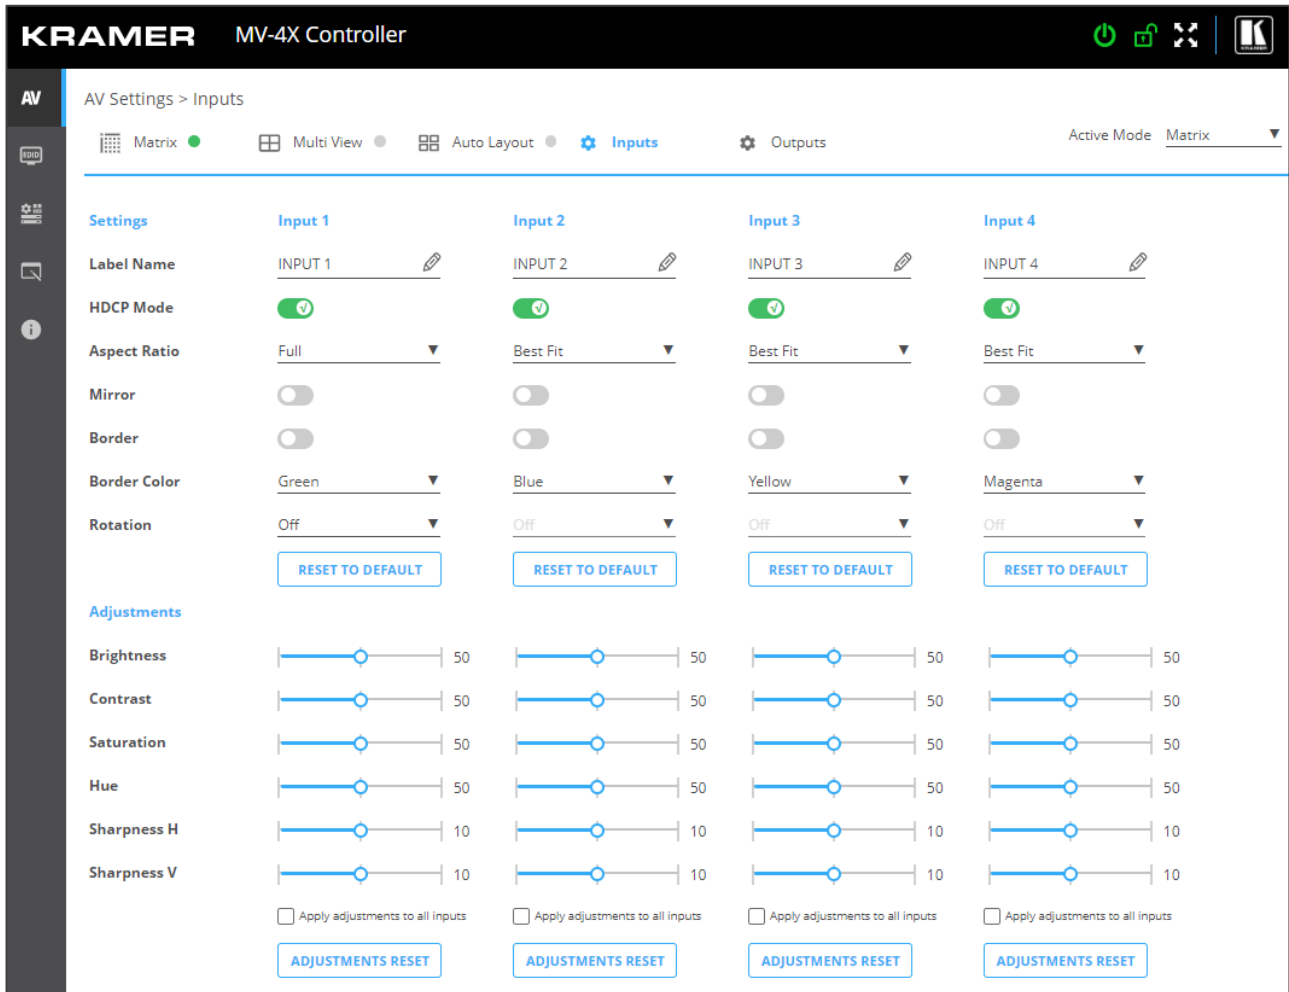 KRAMER MV-4X Controller
KRAMER
AV
AV Settings > Inputs
EDID
Matrix Multi View Auto Layout Inputs Outputs Active Mode Matrix
Settings Input 1 Input 2 Input 3 Input 4
Label Name INPUT 1 INPUT 2 INPUT 3 INPUT 4
HDCP Mode
Aspect Ratio Full Best Fit Best Fit Best Fit
Mirror
Border
Border Color Green Blue Yellow Magenta
Rotation Off Off Off Off
RESET TO DEFAULT RESET TO DEFAULT RESET TO DEFAULT RESET TO DEFAULT
Adjustments
Brightness 50 50 50 50
Contrast 50 50 50 50
Saturation 50 50 50 50
Hue 50 50 50 50
Sharpness H 10 10 10 10
Sharpness V 10 10 10 10
Apply adjustments to all inputs Apply adjustments to all inputs Apply adjustments to all inputs Apply adjustments to all inputs
ADJUSTMENTS RESET ADJUSTMENTS RESET ADJUSTMENTS RESET ADJUSTMENTS RESET